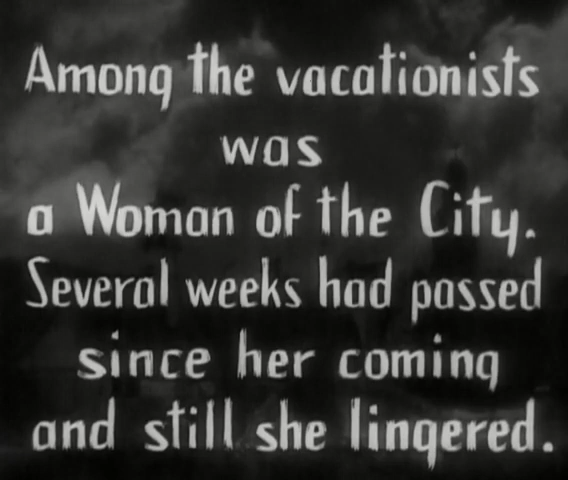 Among the vacationists
was
a Woman of the City.
Several weeks had passed
since her coming
and still she lingered.